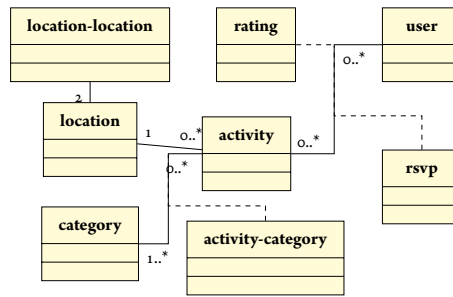 location-location
rating
user
0..*
2
location
1
0..*
activity
0..*
0..*
rsvp
category
1..*
activity-category